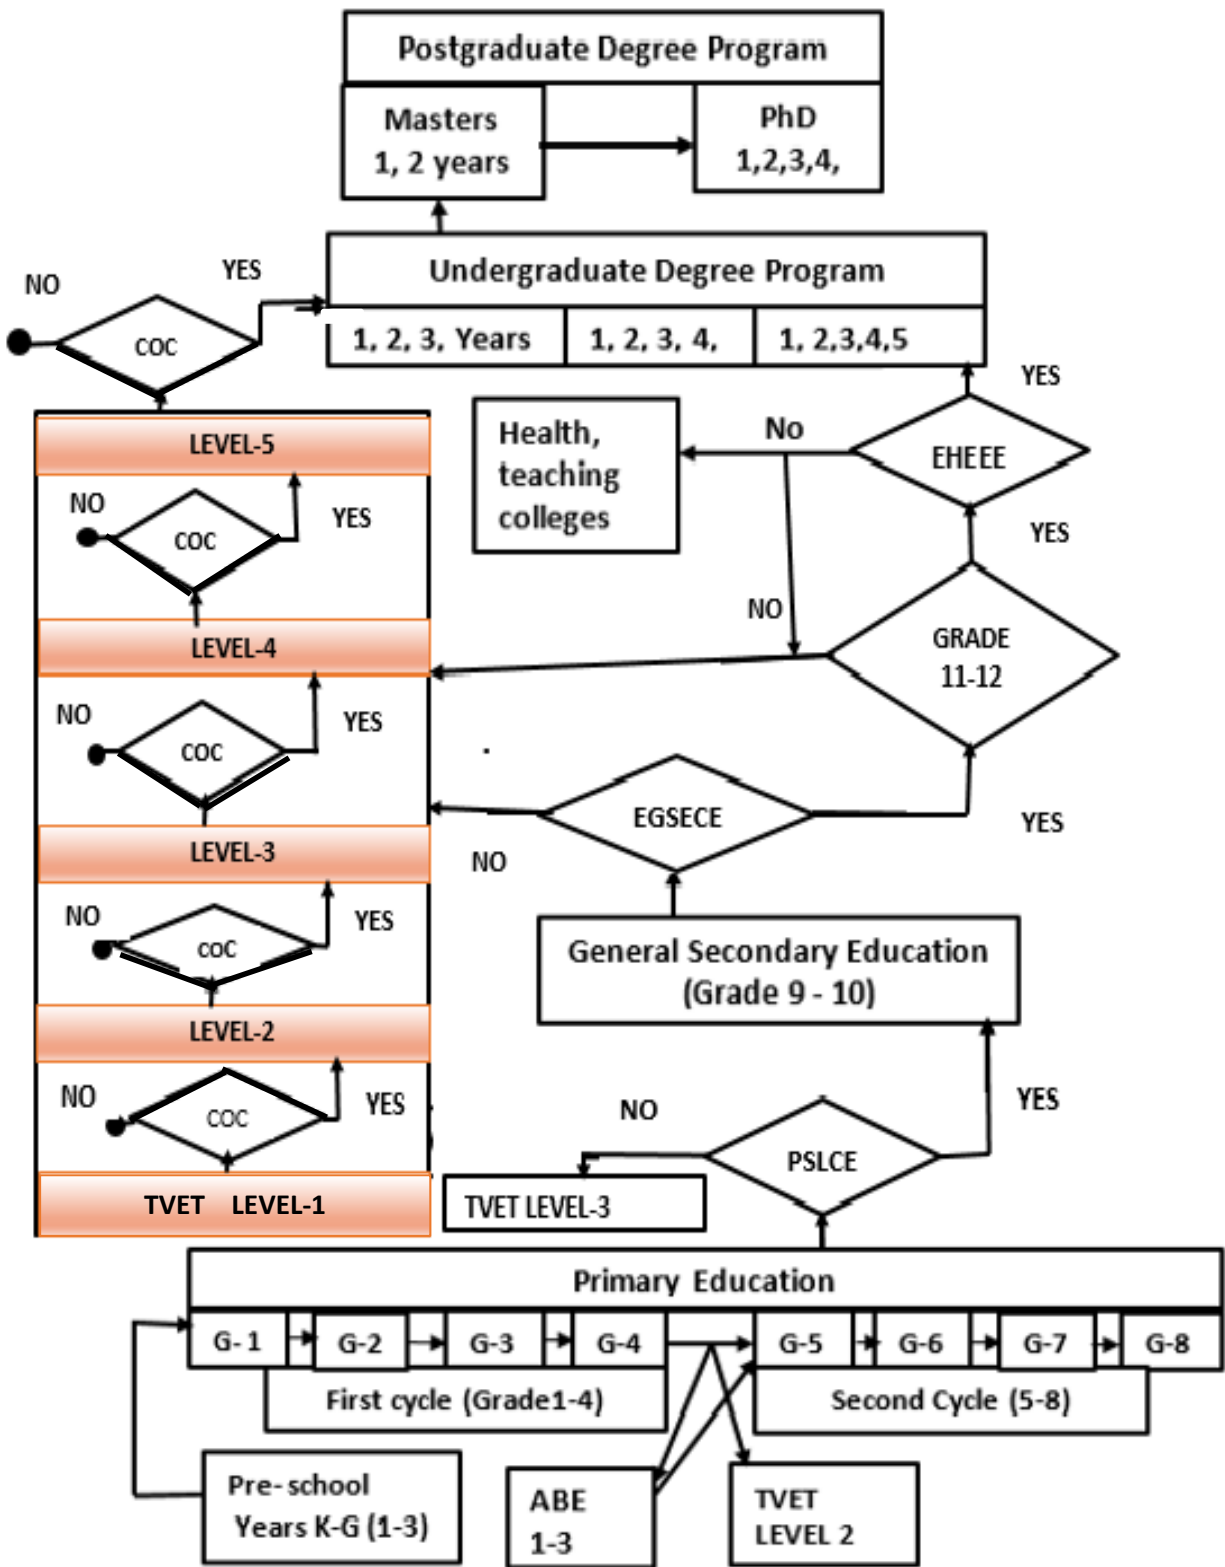 Postgraduate Degree Program
Masters
1, 2 years
PhD
1,2,3,4,
Undergraduate Degree Program
1, 2, 3, Years
1, 2, 3, 4,
1, 2,3,4,5
NO
YES
COC
LEVEL-5
NO
YES
COC
LEVEL-4
NO
YES
COC
LEVEL-3
NO
YES
COC
LEVEL-2
NO
YES
COC
TVET LEVEL-1
Health,
teaching
colleges
No
EHEEE
YES
YES
NO
GRADE
11-12
EGSECE
NO
YES
General Secondary Education
(Grade 9 - 10)
NO
YES
PSLCE
TVET LEVEL-3
Primary Education
G- 1
G-2
G-3
G-4
G-5
G-6
G-7
G-8
First cycle (Grade1-4)
Second Cycle (5-8)
Pre- school
Years K-G (1-3)
ABE
1-3
TVET
LEVEL 2